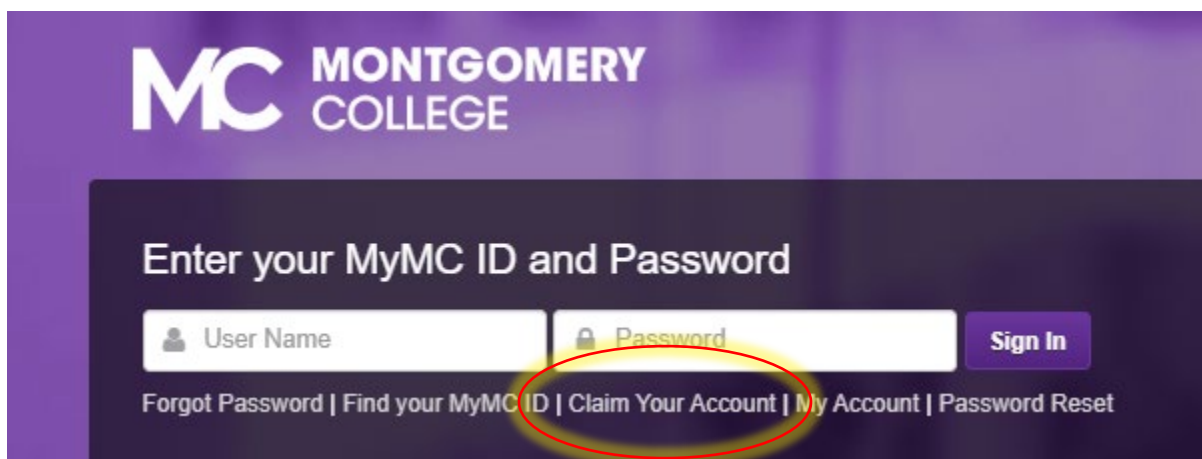 MC MONTGOMERY
COLLEGE
Enter your MyMC ID and Password
User Name Password Sign In
Forgot Password | Find your MyMC ID | Claim Your Account | My Account | Password Reset